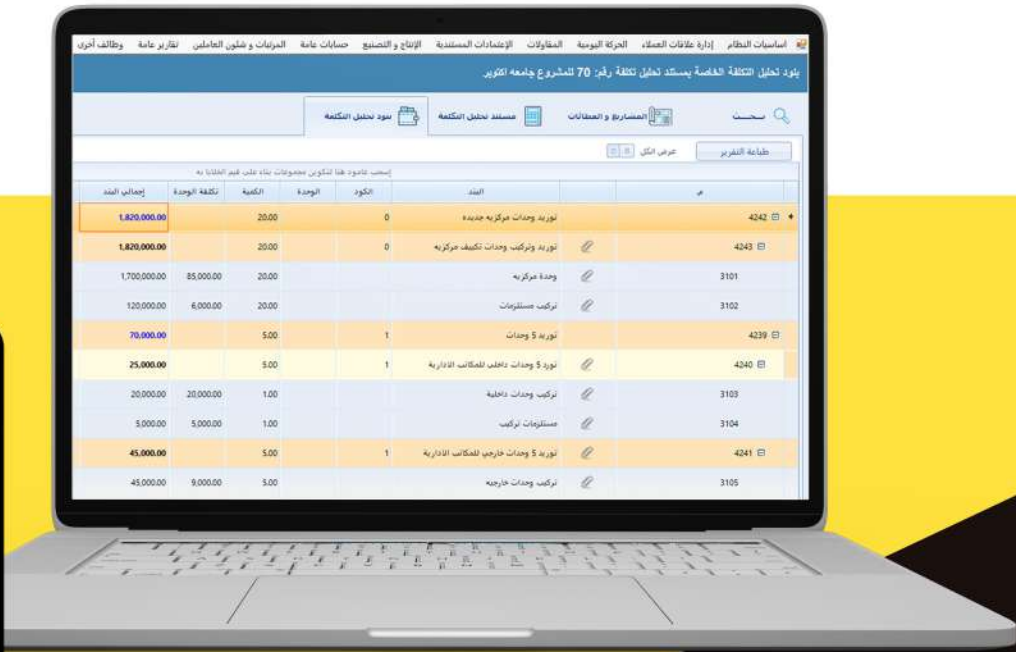 اساسيات النظام إدارة علاقات العملاء الحركة اليومية المقاولات الإعتمادات المستندية الإنتاج و التصنيع حسابات عامة المرتبات و شئون العاملين تقارير عامة وظائف أخرى
بنود تحليل التكلفة الخاصة بمستند تحليل تكلفة رقم: 70 للمشروع جامعه اكتوبر.
بحث المشاريع و العطائات مستند تحليل التكلفة بنود تحليل التكلفة
طباعة التقرير عرض الكل
إسحب عامود هنا لتكوين مجموعات بناء على قيم الخلايا به
م البند الكود الوحدة الكمية تكلفة الوحدة إجمالي البند
4242 توريد وحدات مركزيه جديده 0 20.00 1,820,000.00
4243 توريد وتركيب وحدات تكييف مركزيه 0 20.00 1,820,000.00
3101 وحدة مركزيه 20.00 85,000.00 1,700,000.00
3102 تركيب مستلزمات 20.00 6,000.00 120,000.00
4239 توريد 5 وحدات 1 5.00 70,000.00
4240 تورد 5 وحدات داخلى للمكاتب الادارية 1 5.00 25,000.00
3103 تركيب وحدات داخلية 1.00 20,000.00 20,000.00
3104 مستلزمات تركيب 1.00 5,000.00 5,000.00
4241 توريد 5 وحدات خارجي للمكاتب الادارية 1 5.00 45,000.00
3105 تركيب وحدات خارجيه 5.00 9,000.00 45,000.00